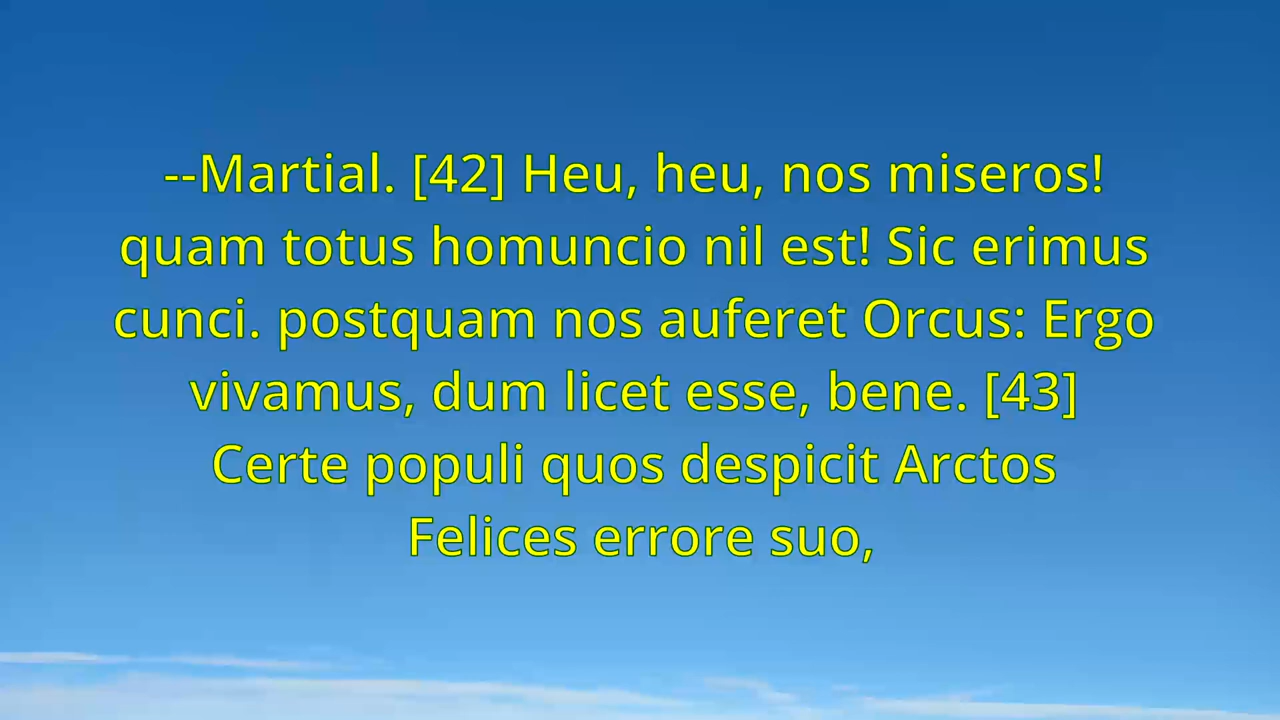 --Martial. [42] Heu, heu, nos miseros!
quam totus homuncio nil est! Sic erimus
cunci. postquam nos auferet Orcus: Ergo
vivamus, dum licet esse, bene. [43]
Certe populi quos despicit Arctos
Felices errore suo,